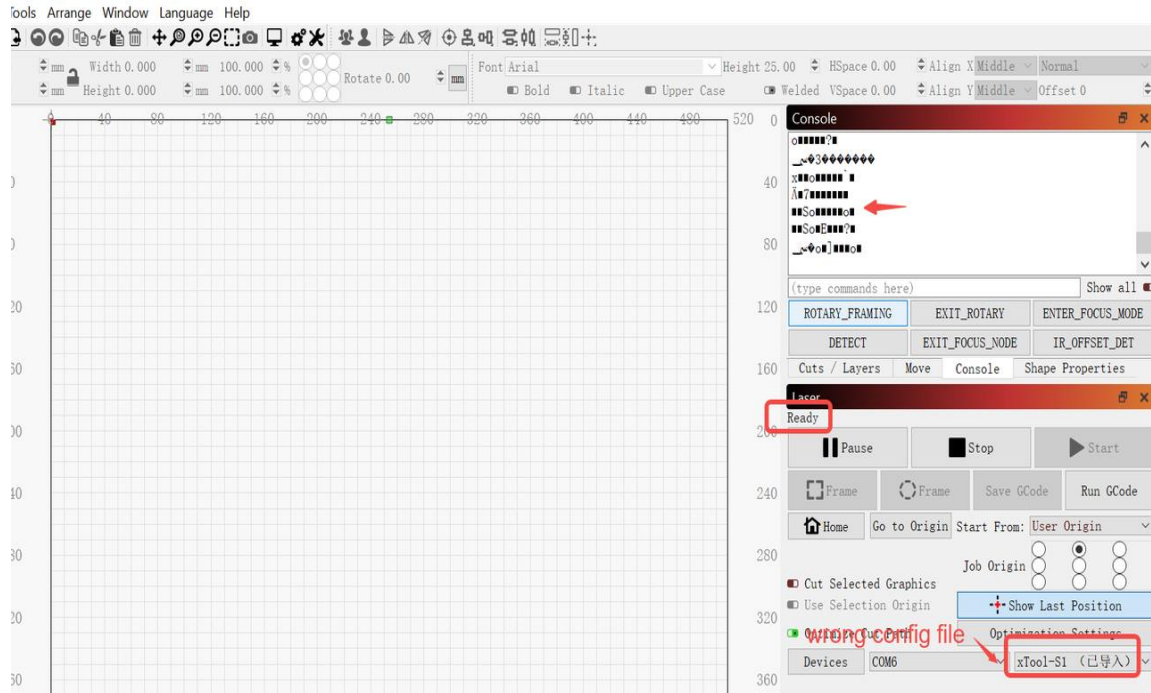 Tools Arrange Window Language Help
mm Width 0.000 mm 100.000 % Rotate 0.00 mm Font Arial Height 25.00 HSpace 0.00 Align X Middle Normal
mm Height 0.000 mm 100.000 % Bold Italic Upper Case Welded VSpace 0.00 Align Y Middle Offset 0
0 40 80 120 160 200 240 280 320 360 400 440 480 520 0
Console
40
80
(type commands here) Show all
120
ROTARY_FRAMING EXIT_ROTARY ENTER_FOCUS_MODE
DETECT EXIT_FOCUS_NODE IR_OFFSET_DET
160
Cuts / Layers Move Console Shape Properties
Laser
Ready
200
Pause Stop Start
240
Frame Frame Save GCode Run GCode
Home Go to Origin Start From: User Origin
280
Job Origin
Cut Selected Graphics
Use Selection Origin Show Last Position
320
Optimize Cut Path Optimization Settings
wrong config file
Devices COM6 xTool-S1 (已导入)
360